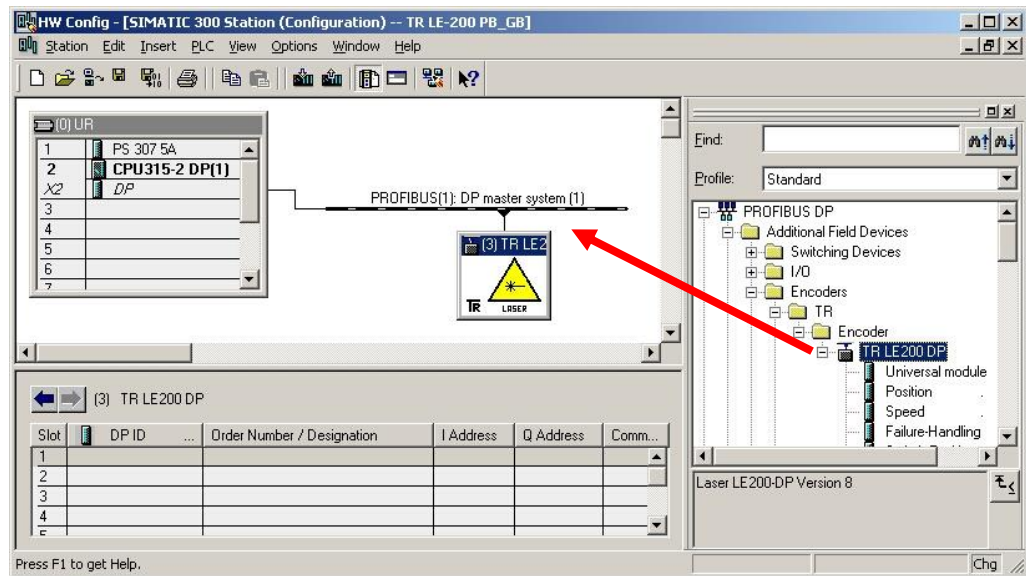 HW Config - [SIMATIC 300 Station (Configuration) -- TR LE-200 PB_GB]
Station Edit Insert PLC View Options Window Help
(0) UR
1 PS 307 5A
2 CPU315-2 DP(1)
X2 DP
3
4
5
6
7
PROFIBUS(1): DP master system (1)
(3) TR LE2
TR LASER
(3) TR LE200 DP
Slot DP ID ... Order Number / Designation I Address Q Address Comm...
1
2
3
4
5
Find:
Profile: Standard
PROFIBUS DP
Additional Field Devices
Switching Devices
I/O
Encoders
TR
Encoder
TR LE200 DP
Universal module
Position
Speed
Failure-Handling
Laser LE200-DP Version 8
Press F1 to get Help.
Chg